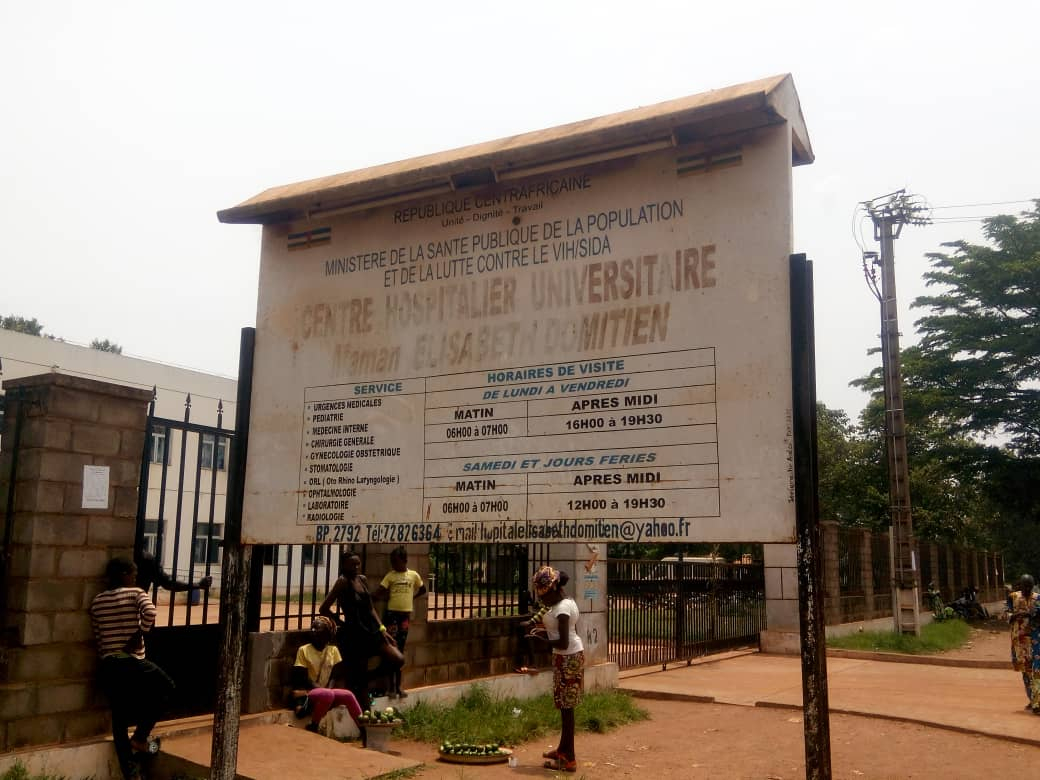 REPUBLIQUE CENTRAFRICAINE
Unité - Dignité - Travail
MINISTERE DE LA SANTE PUBLIQUE DE LA POPULATION
ET DE LA LUTTE CONTRE LE VIH/SIDA
CENTRE HOSPITALIER UNIVERSITAIRE
Maman ELISABETH DOMITIEN
SERVICE
• URGENCES MEDICALES
• PEDIATRIE
• MEDECINE INTERNE
• CHIRURGIE GENERALE
• GYNECOLOGIE OBSTETRIQUE
• STOMATOLOGIE
• ORL ( Oto Rhino Laryngologie )
• OPHTALMOLOGIE
• LABORATOIRE
• RADIOLOGIE
HORAIRES DE VISITE
DE LUNDI A VENDREDI
MATIN APRES MIDI
06H00 à 07H00 16H00 à 19H30
SAMEDI ET JOURS FERIES
MATIN APRES MIDI
06H00 à 07H00 12H00 à 19H30
BP. 2792 Tél:72826364 e mail hopitalelisabethdomitien@yahoo.fr